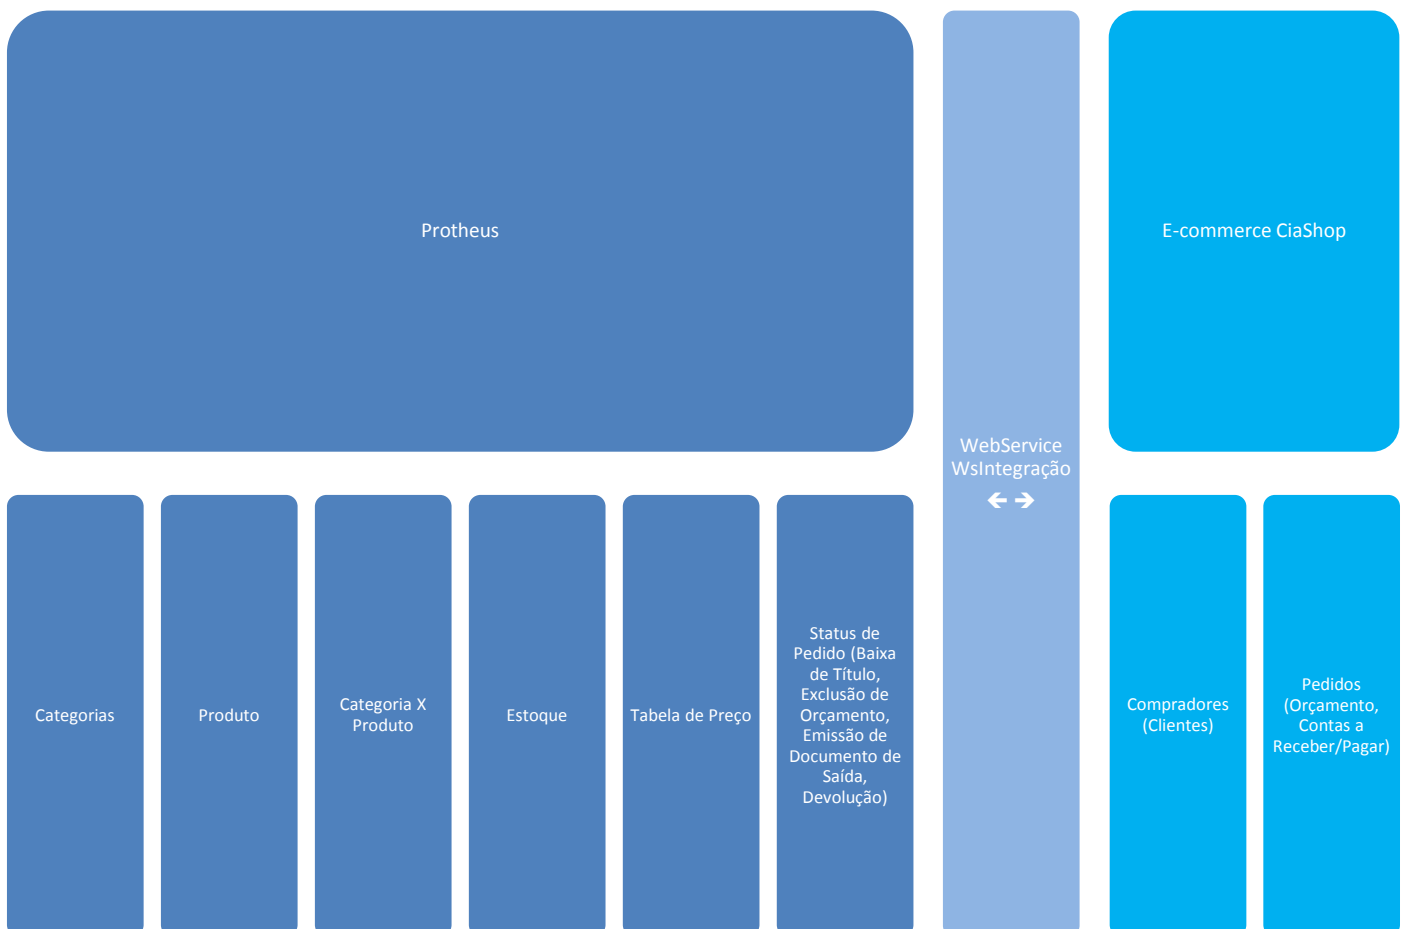 Protheus
E-commerce CiaShop
WebService
WsIntegração
🡸 🡺
Categorias
Produto
Categoria X
Produto
Estoque
Tabela de Preço
Status de
Pedido (Baixa
de Título,
Exclusão de
Orçamento,
Emissão de
Documento de
Saída,
Devolução)
Compradores
(Clientes)
Pedidos
(Orçamento,
Contas a
Receber/Pagar)